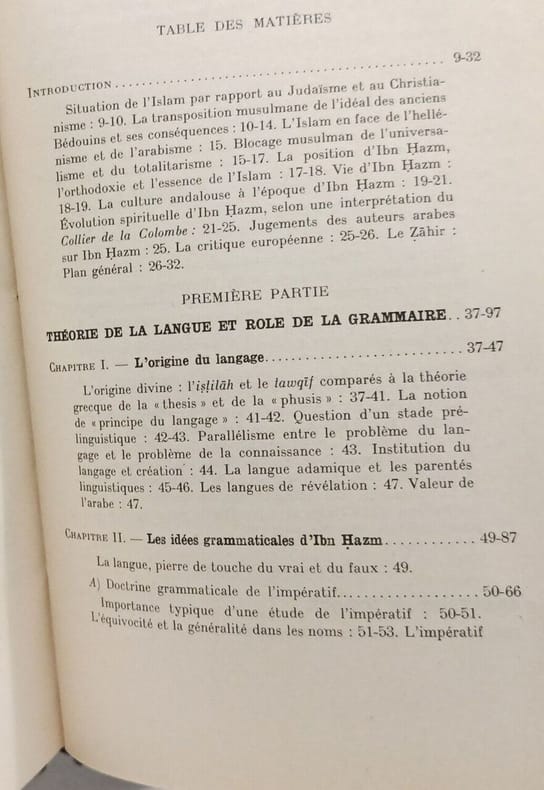 TABLE DES MATIÈRES
INTRODUCTION.................................................... 9-32
Situation de l'Islam par rapport au Judaïsme et au Christia-
nisme : 9-10. La transposition musulmane de l'idéal des anciens
Bédouins et ses conséquences : 10-14. L'Islam en face de l'hellé-
nisme et de l'arabisme : 15. Blocage musulman de l'universa-
lisme et du totalitarisme : 15-17. La position d'Ibn Ḥazm,
l'orthodoxie et l'essence de l'Islam : 17-18. Vie d'Ibn Ḥazm :
18-19. La culture andalouse à l'époque d'Ibn Ḥazm : 19-21.
Évolution spirituelle d'Ibn Ḥazm, selon une interprétation du
Collier de la Colombe : 21-25. Jugements des auteurs arabes
sur Ibn Ḥazm : 25. La critique européenne : 25-26. Le Ẓāhir :
Plan général : 26-32.
PREMIÈRE PARTIE
THÉORIE DE LA LANGUE ET ROLE DE LA GRAMMAIRE.. 37-97
CHAPITRE I. — L'origine du langage............................ 37-47
L'origine divine : l'iṣṭilāḥ et le tawqīf comparés à la théorie
grecque de la « thesis » et de la « phusis » : 37-41. La notion
de « principe du langage » : 41-42. Question d'un stade pré-
linguistique : 42-43. Parallélisme entre le problème du lan-
gage et le problème de la connaissance : 43. Institution du
langage et création : 44. La langue adamique et les parentés
linguistiques : 45-46. Les langues de révélation : 47. Valeur de
l'arabe : 47.
CHAPITRE II. — Les idées grammaticales d'Ibn Ḥazm............ 49-87
La langue, pierre de touche du vrai et du faux : 49.
A) Doctrine grammaticale de l'impératif.................. 50-66
Importance typique d'une étude de l'impératif : 50-51.
L'équivocité et la généralité dans les noms : 51-53. L'impératif